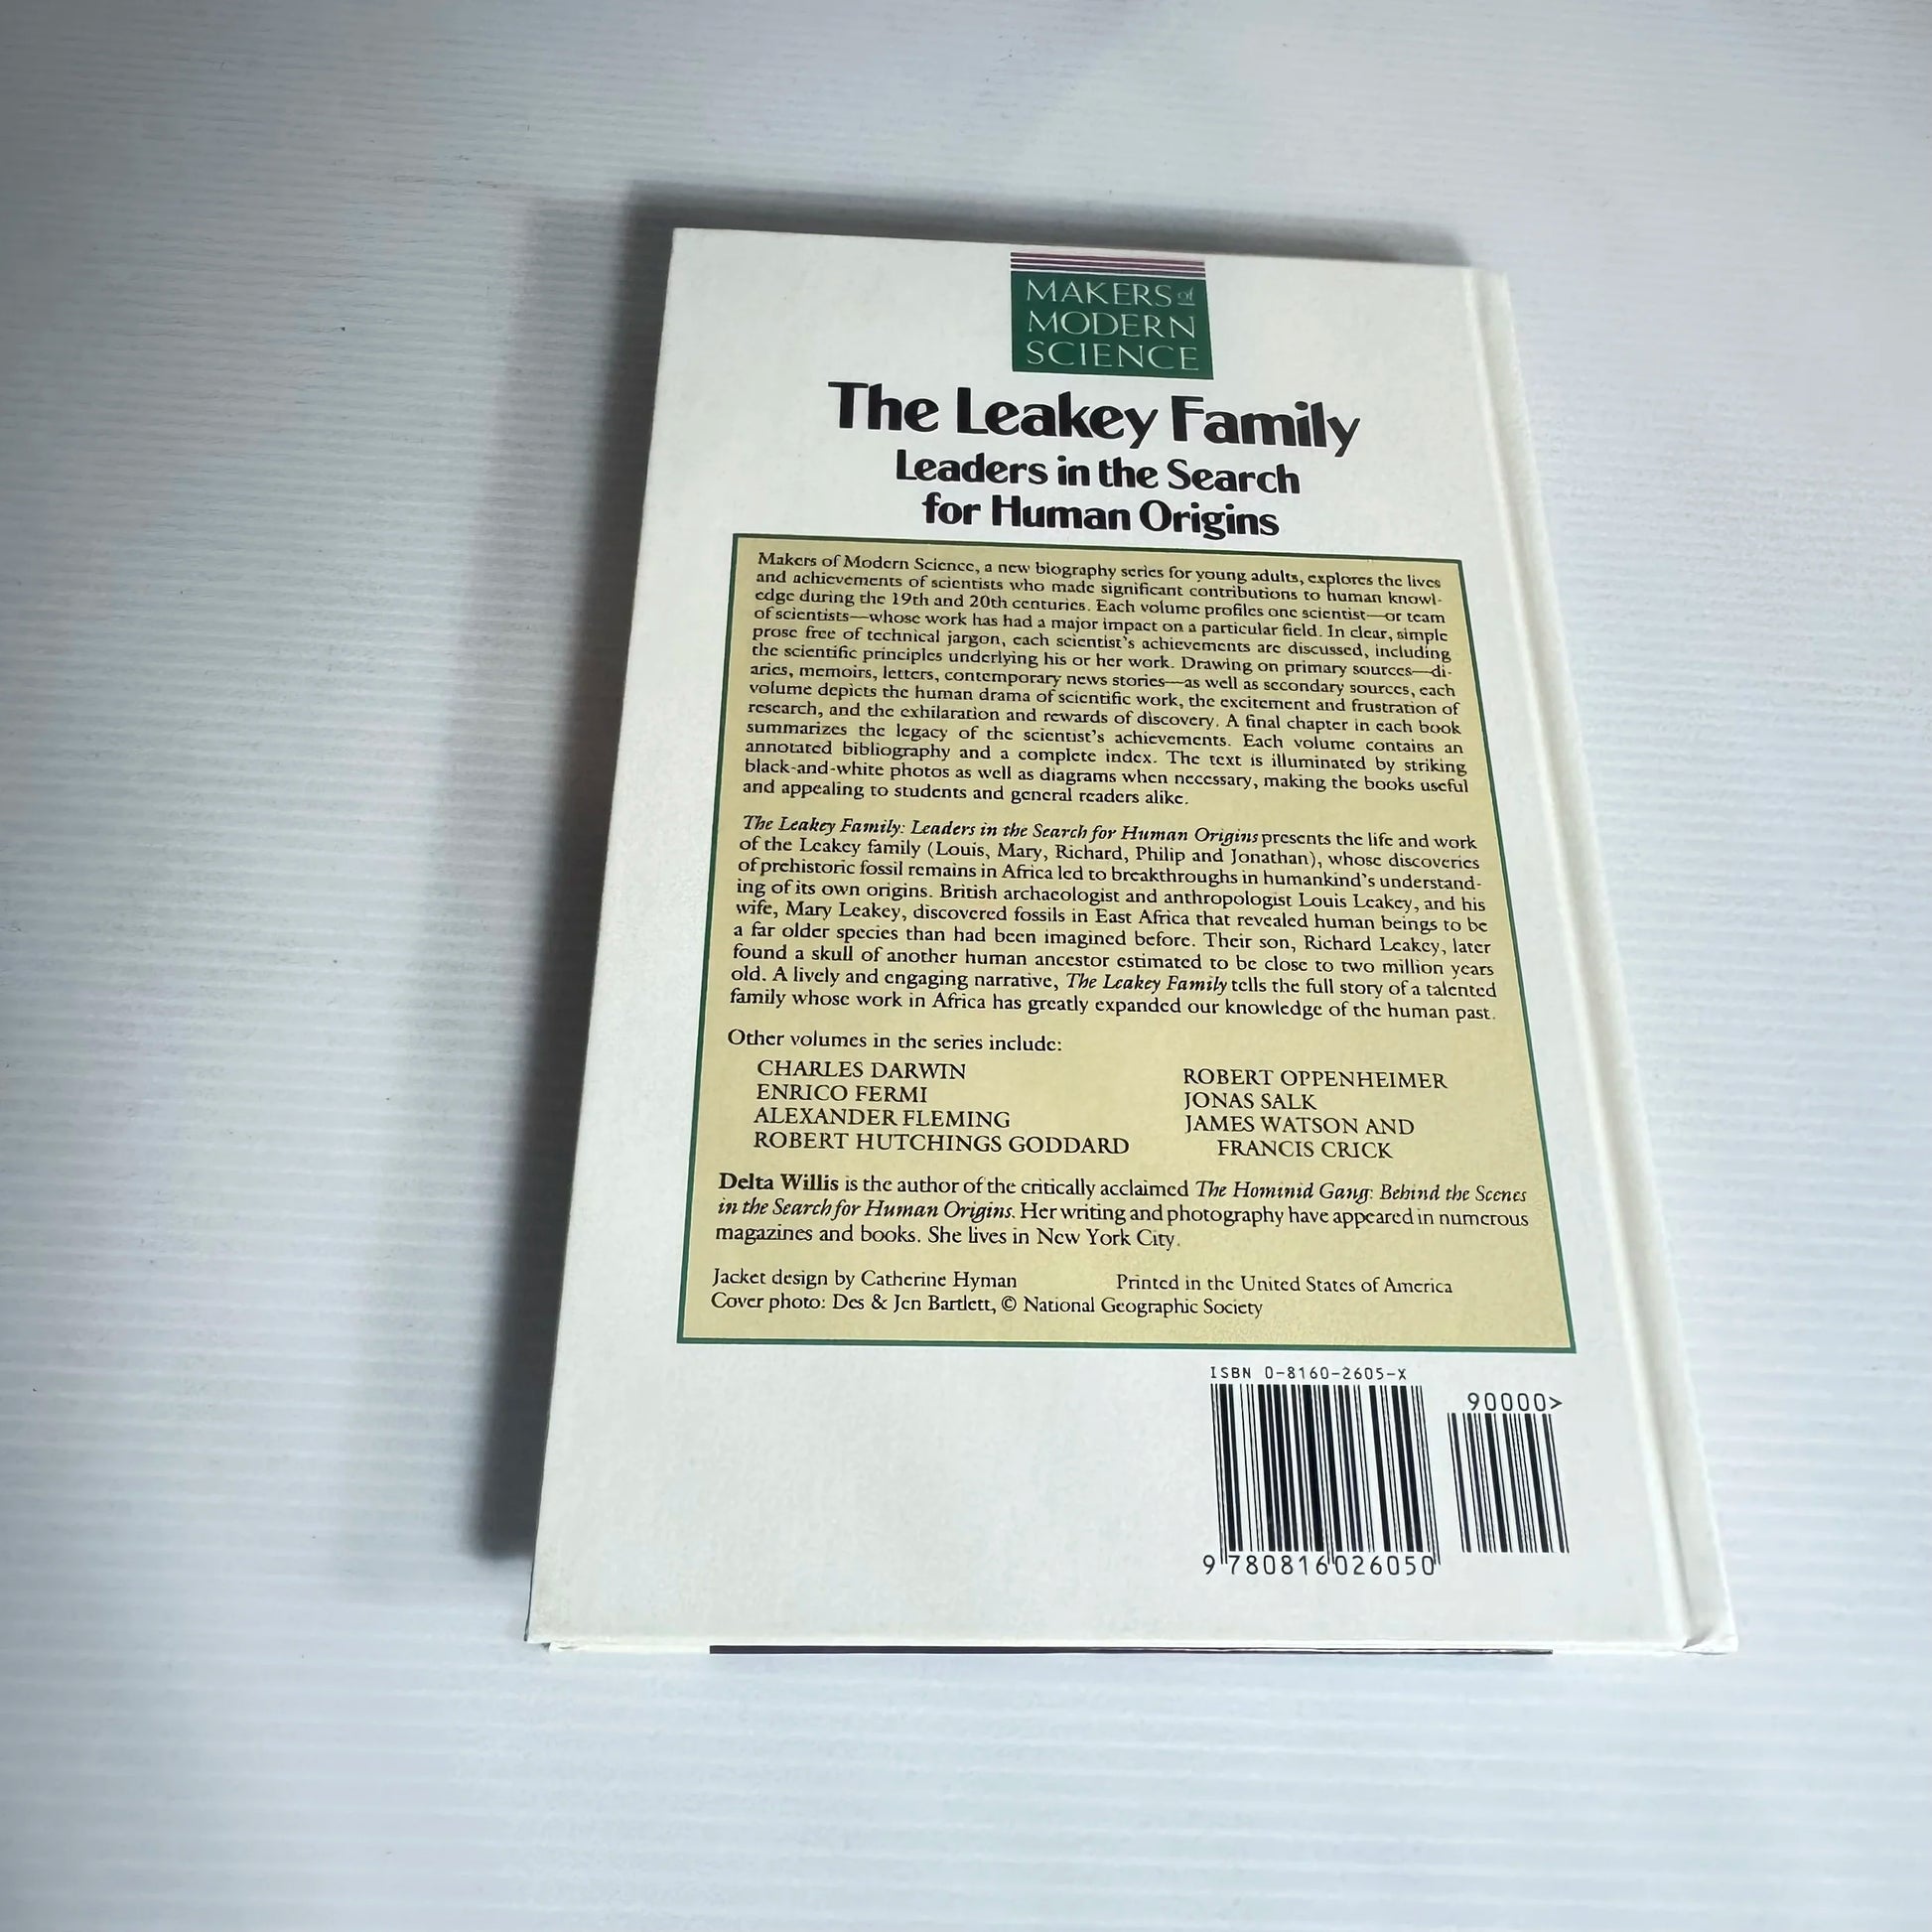 MAKERS of
MODERN
SCIENCE
The Leakey Family
Leaders in the Search
for Human Origins
Makers of Modern Science, a new biography series for young adults, explores the lives
and achievements of scientists who made significant contributions to human knowl-
edge during the 19th and 20th centuries. Each volume profiles one scientist—or team
of scientists—whose work has had a major impact on a particular field. In clear, simple
prose free of technical jargon, each scientist's achievements are discussed, including
the scientific principles underlying his or her work. Drawing on primary sources—di-
aries, memoirs, letters, contemporary news stories—as well as secondary sources, each
volume depicts the human drama of scientific work, the excitement and frustration of
research, and the exhilaration and rewards of discovery. A final chapter in each book
summarizes the legacy of the scientist's achievements. Each volume contains an
annotated bibliography and a complete index. The text is illuminated by striking
black-and-white photos as well as diagrams when necessary, making the books useful
and appealing to students and general readers alike.
The Leakey Family: Leaders in the Search for Human Origins presents the life and work
of the Leakey family (Louis, Mary, Richard, Philip and Jonathan), whose discoveries
of prehistoric fossil remains in Africa led to breakthroughs in humankind's understand-
ing of its own origins. British archaeologist and anthropologist Louis Leakey, and his
wife, Mary Leakey, discovered fossils in East Africa that revealed human beings to be
a far older species than had been imagined before. Their son, Richard Leakey, later
found a skull of another human ancestor estimated to be close to two million years
old. A lively and engaging narrative, The Leakey Family tells the full story of a talented
family whose work in Africa has greatly expanded our knowledge of the human past.
Other volumes in the series include:
CHARLES DARWIN
ENRICO FERMI
ALEXANDER FLEMING
ROBERT HUTCHINGS GODDARD
ROBERT OPPENHEIMER
JONAS SALK
JAMES WATSON AND
FRANCIS CRICK
Delta Willis is the author of the critically acclaimed The Hominid Gang: Behind the Scenes
in the Search for Human Origins. Her writing and photography have appeared in numerous
magazines and books. She lives in New York City.
Jacket design by Catherine Hyman Printed in the United States of America
Cover photo: Des & Jen Bartlett, © National Geographic Society
ISBN 0-8160-2605-X
90000>
9 780816 026050